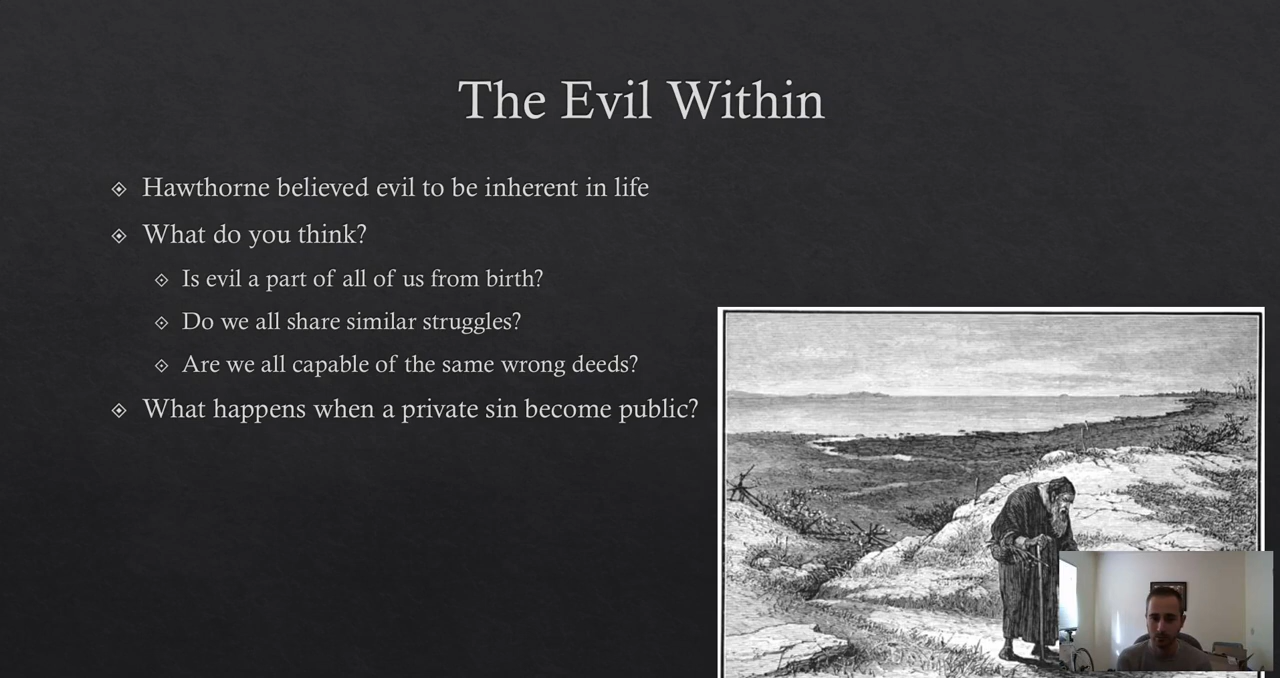 The Evil Within
Hawthorne believed evil to be inherent in life
What do you think?
Is evil a part of all of us from birth?
Do we all share similar struggles?
Are we all capable of the same wrong deeds?
What happens when a private sin become public?